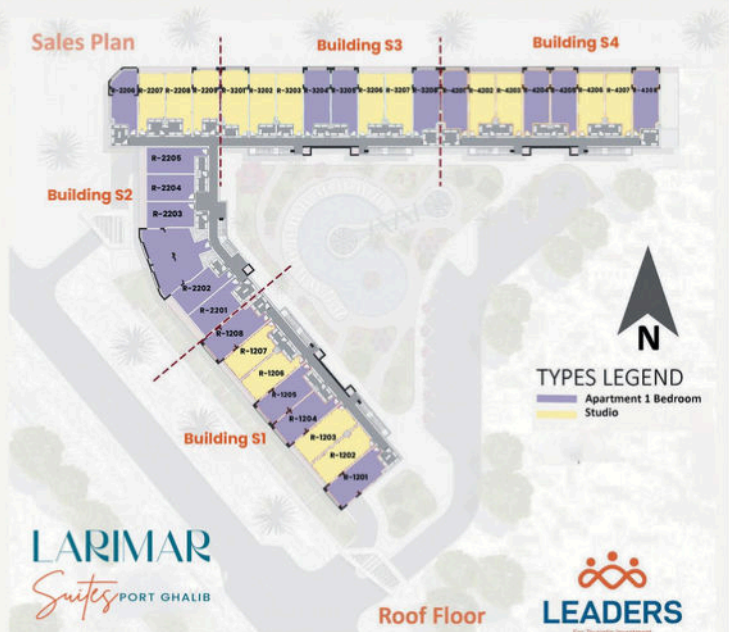 Sales Plan
Building S3
Building S4
R-2206
R-2207
R-2208
R-2209
R-3201
R-3202
R-3203
R-3204
R-3205
R-3206
R-3207
R-3208
R-4201
R-4202
R-4203
R-4204
R-4205
R-4206
R-4207
R-4208
R-2205
R-2204
R-2203
Building S2
R-2202
R-2201
R-1208
R-1207
R-1206
R-1205
R-1204
R-1203
R-1202
R-1201
Building S1
N
TYPES LEGEND
Apartment 1 Bedroom
Studio
LARIMAR
Suites PORT GHALIB
Roof Floor
LEADERS